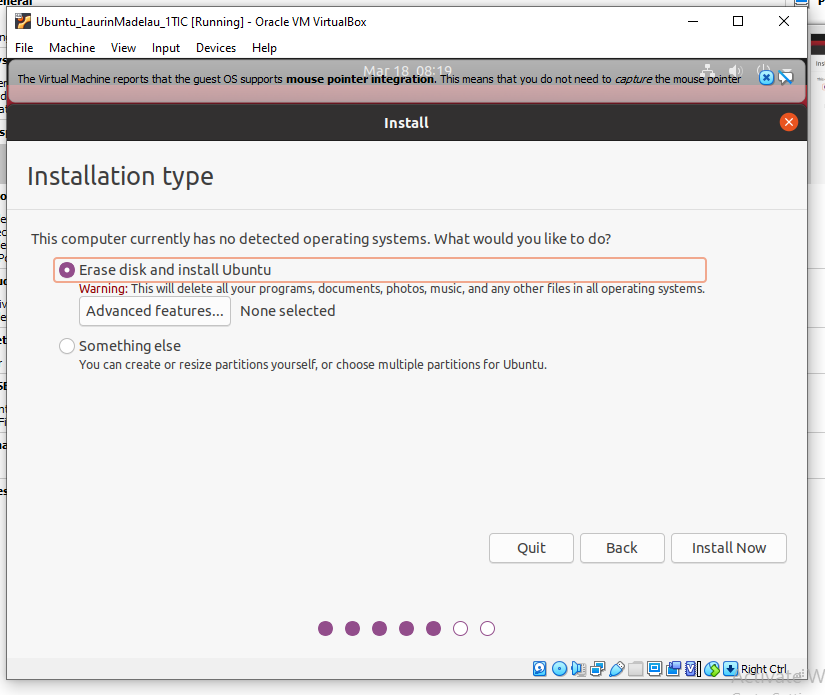 Ubuntu_LaurinMadelau_1TIC [Running] - Oracle VM VirtualBox
File Machine View Input Devices Help
Mar 18 08:19
The Virtual Machine reports that the guest OS supports mouse pointer integration. This means that you do not need to capture the mouse pointer
Install
Installation type
This computer currently has no detected operating systems. What would you like to do?
Erase disk and install Ubuntu
Warning: This will delete all your programs, documents, photos, music, and any other files in all operating systems.
Advanced features... None selected
Something else
You can create or resize partitions yourself, or choose multiple partitions for Ubuntu.
Quit Back Install Now
Right Ctrl